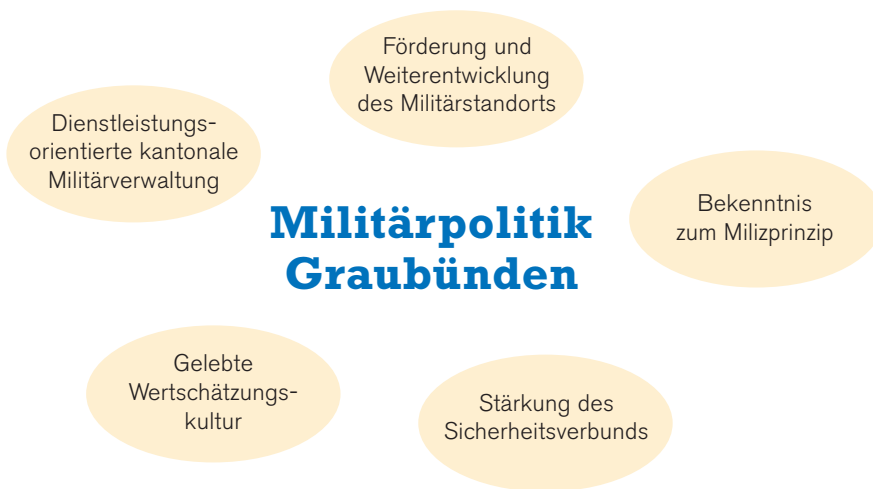 Förderung und
Weiterentwicklung
des Militärstandorts
Dienstleistungs-
orientierte kantonale
Militärverwaltung
Bekenntnis
zum Milizprinzip
Militärpolitik
Graubünden
Gelebte
Wertschätzungs-
kultur
Stärkung des
Sicherheitsverbunds